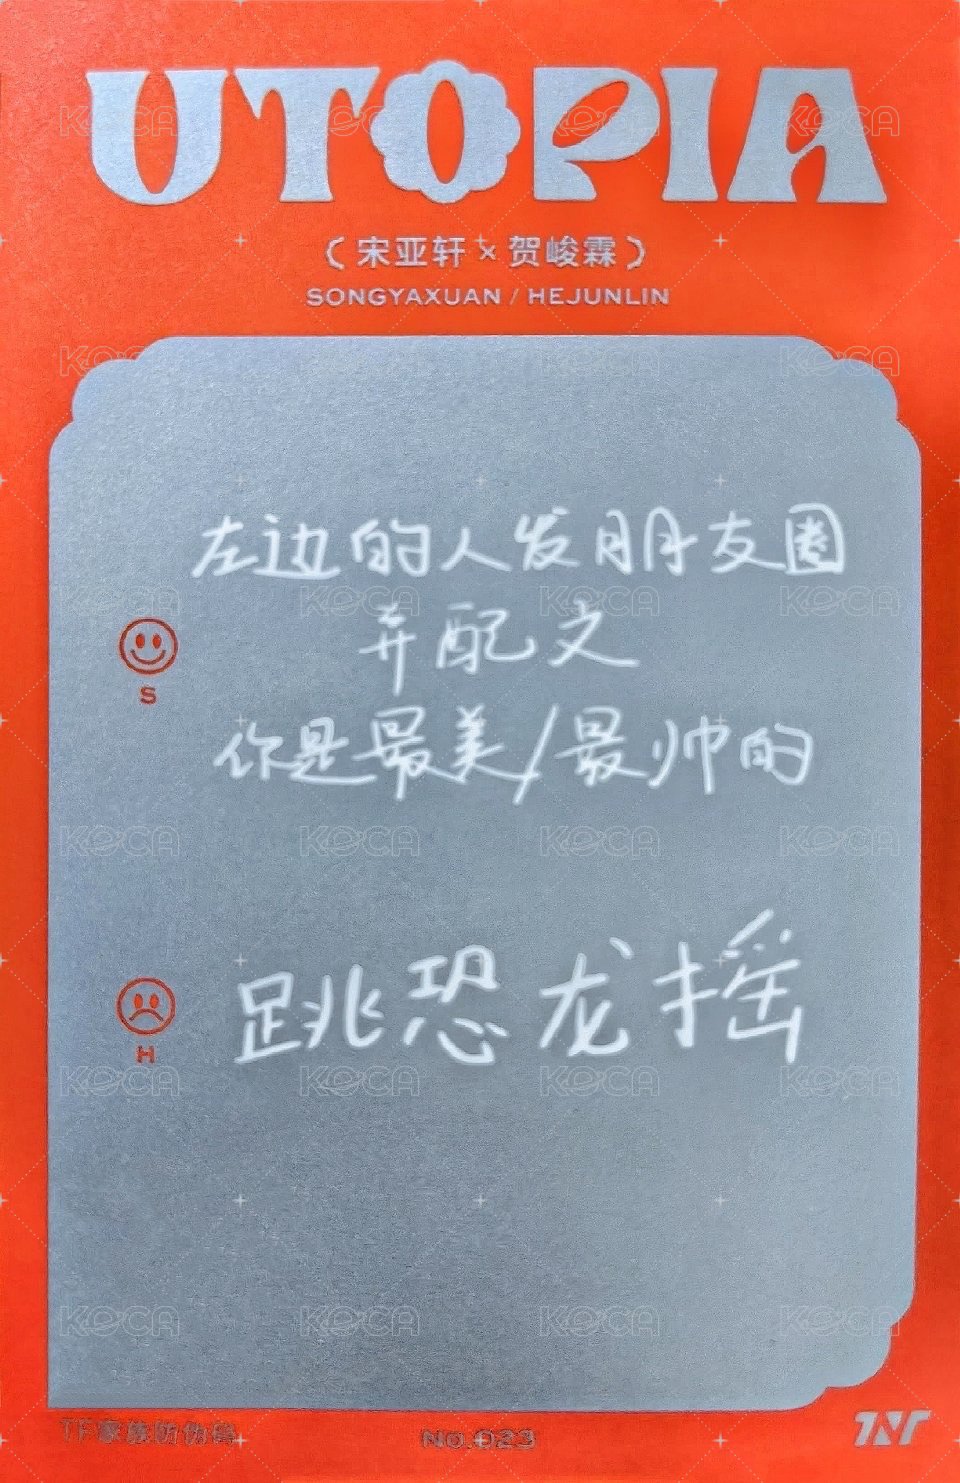 UTOPIA
（宋亚轩×贺峻霖）
SONGYAXUAN / HEJUNLIN
左边的人发朋友圈
并配文
你是最美/最帅的
S
跳恐龙摇
H
TF家族防伪码
No.023
TNT
KOCA